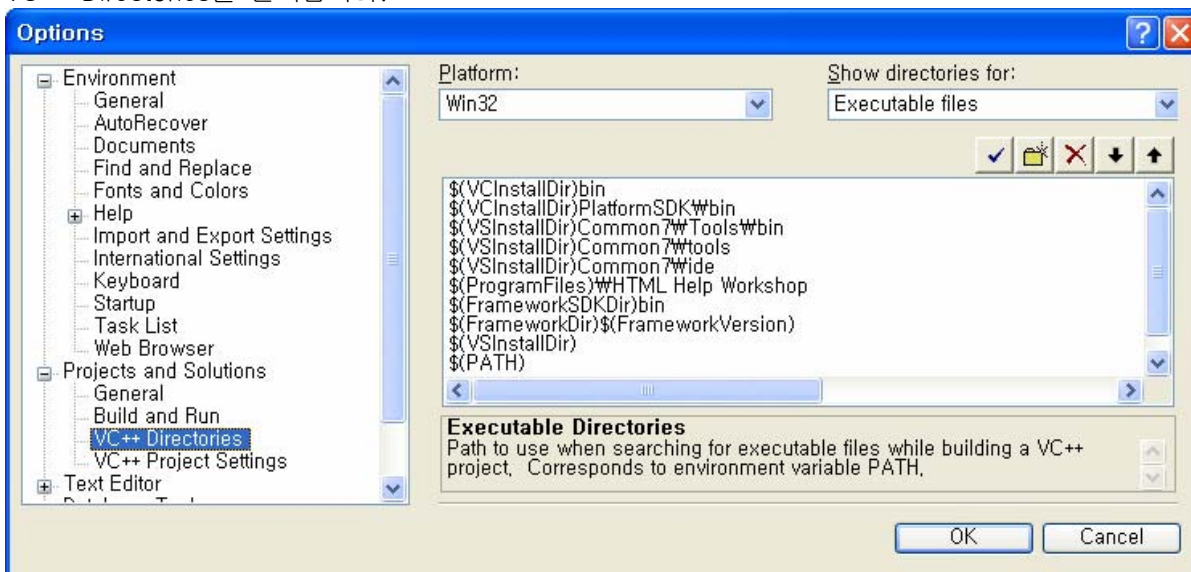 Options
Environment
General
AutoRecover
Documents
Find and Replace
Fonts and Colors
Help
Import and Export Settings
International Settings
Keyboard
Startup
Task List
Web Browser
Projects and Solutions
General
Build and Run
VC++ Directories
VC++ Project Settings
Text Editor
Platform:
Show directories for:
Win32
Executable files
$(VCInstallDir)bin
$(VCInstallDir)PlatformSDK₩bin
$(VSInstallDir)Common7₩Tools₩bin
$(VSInstallDir)Common7₩tools
$(VSInstallDir)Common7₩ide
$(ProgramFiles)₩HTML Help Workshop
$(FrameworkSDKDir)bin
$(FrameworkDir)$(FrameworkVersion)
$(VSInstallDir)
$(PATH)
Executable Directories
Path to use when searching for executable files while building a VC++
project, Corresponds to environment variable PATH,
OK
Cancel